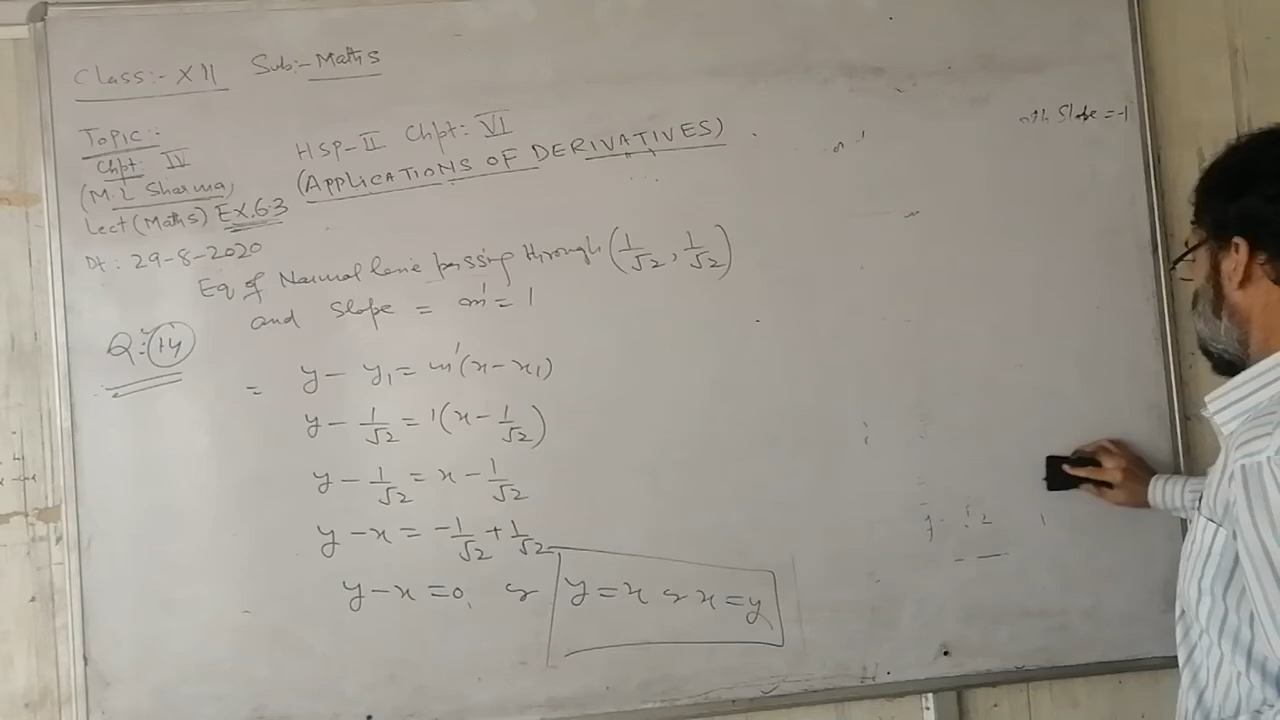 Class:- XII Sub:- Maths
Topic:-
Chpt: IV
(M.L Sharma,
Lect (Maths) EX.6.3
Dt: 29-8-2020
HSP-II Chpt: VI
(APPLICATIONS OF DERIVATIVES)
Slope = -1
Eq of Normal line passing through (1/√2, 1/√2)
and slope = m' = 1
Q: 14
= y - y₁ = m'(x - x₁)
y - 1/√2 = 1(x - 1/√2)
y - 1/√2 = x - 1/√2
y - x = -1/√2 + 1/√2
y - x = 0, or y = x or x = y